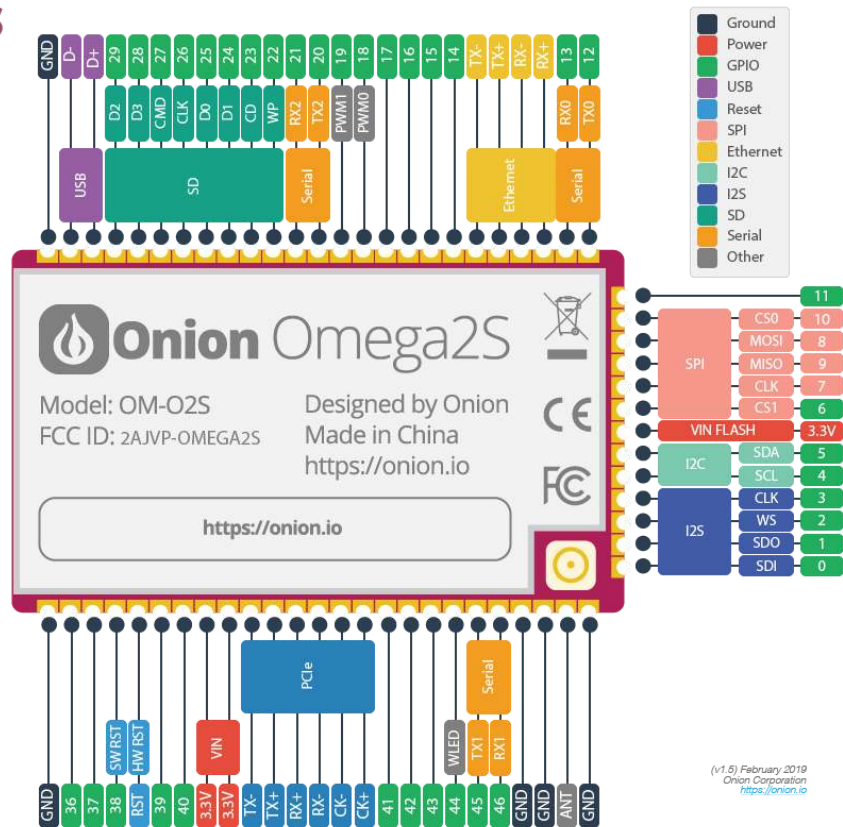 S
GND D- D+ 29 28 27 26 25 24 23 22 21 20 19 18 17 16 15 14 TX- TX+ RX- RX+ 13 12
D2 D3 CMD CLK D0 D1 CD WP RX2 TX2 PWM1 PWM0 RX0 TX0
USB SD Serial Ethernet Serial
Ground
Power
GPIO
USB
Reset
SPI
Ethernet
I2C
I2S
SD
Serial
Other
Onion Omega2S
Model: OM-O2S
FCC ID: 2AJVP-OMEGA2S
Designed by Onion
Made in China
https://onion.io
CE
FC
https://onion.io
11
SPI
CS0 10
MOSI 8
MISO 9
CLK 7
CS1 6
VIN FLASH 3.3V
I2C
SDA 5
SCL 4
I2S
CLK 3
WS 2
SDO 1
SDI 0
PCIe Serial
SW RST HW RST VIN WLED TX1 RX1
GND 36 37 38 RST 39 40 3.3V 3.3V TX- TX+ RX+ RX- CK- CK+ 41 42 43 44 45 46 GND GND ANT GND
(v1.5) February 2019
Onion Corporation
https://onion.io